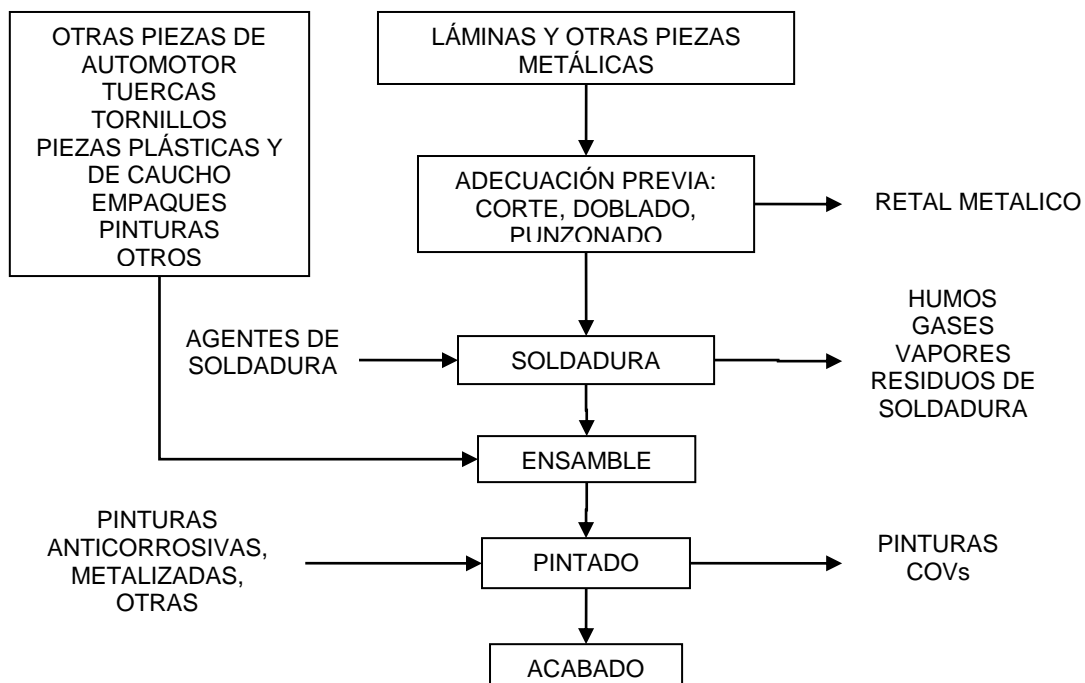 OTRAS PIEZAS DE
AUTOMOTOR
TUERCAS
TORNILLOS
PIEZAS PLÁSTICAS Y
DE CAUCHO
EMPAQUES
PINTURAS
OTROS
LÁMINAS Y OTRAS PIEZAS
METÁLICAS
ADECUACIÓN PREVIA:
CORTE, DOBLADO,
PUNZONADO
RETAL METALICO
AGENTES DE
SOLDADURA
SOLDADURA
HUMOS
GASES
VAPORES
RESIDUOS DE
SOLDADURA
ENSAMBLE
PINTURAS
ANTICORROSIVAS,
METALIZADAS,
OTRAS
PINTADO
PINTURAS
COVs
ACABADO